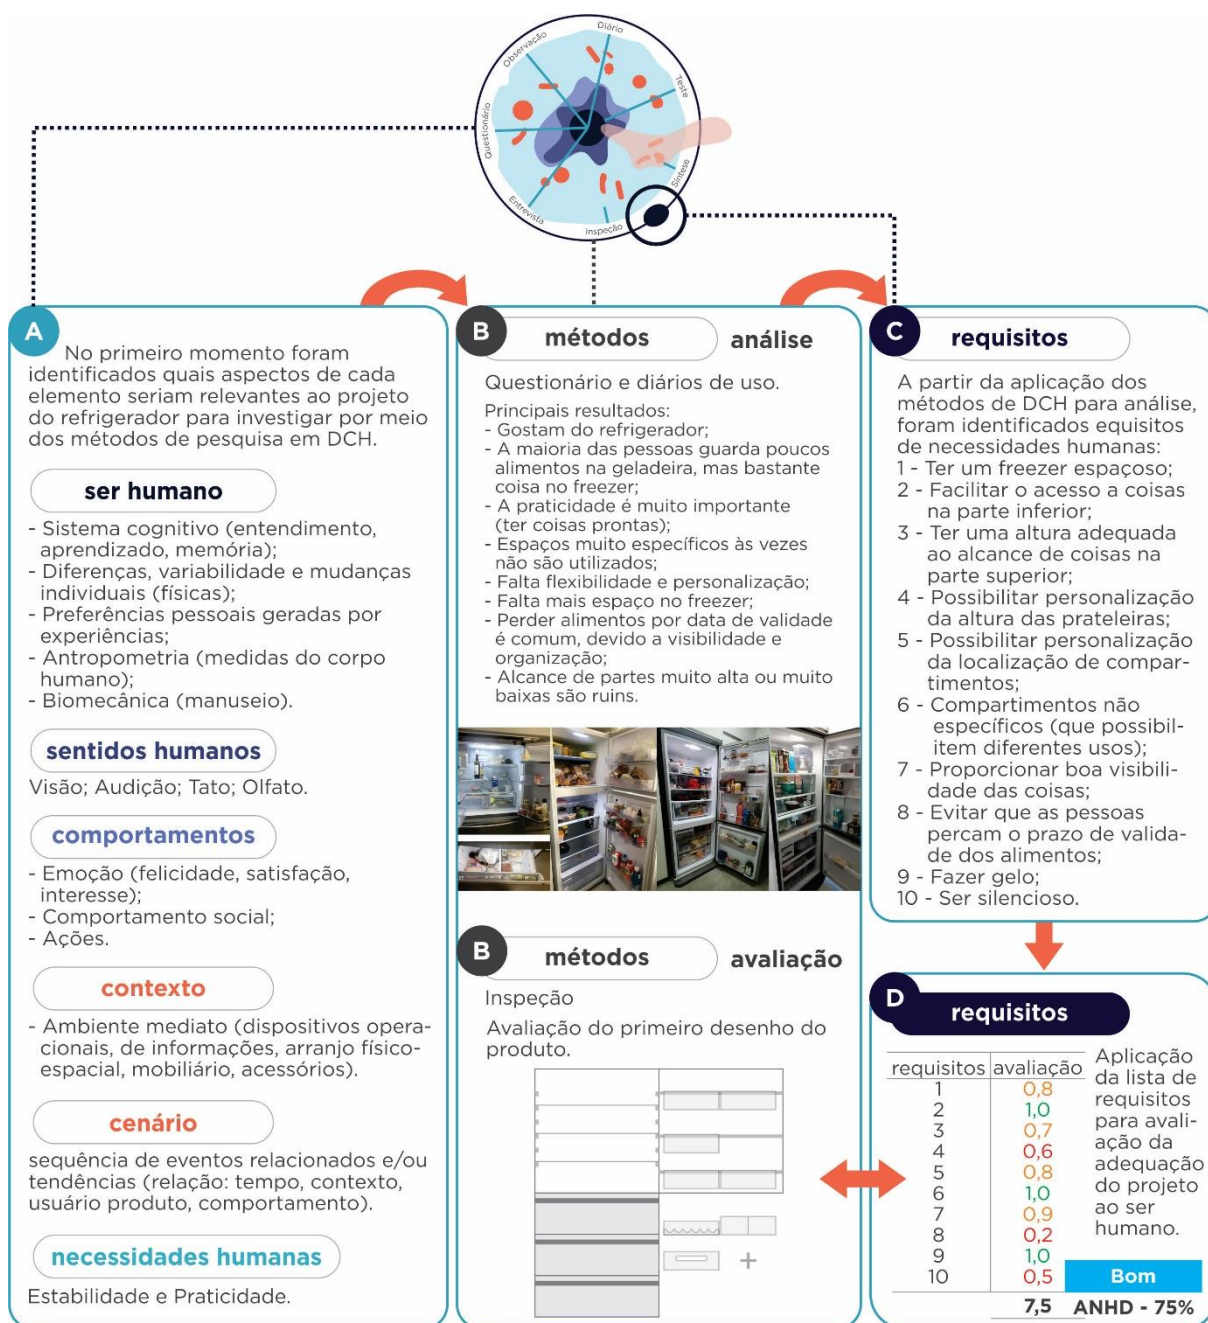 Diário
Observação
Teste
Questionário
Síntese
Entrevista
Inspeção
A
No primeiro momento foram
identificados quais aspectos de cada
elemento seriam relevantes ao projeto
do refrigerador para investigar por meio
dos métodos de pesquisa em DCH.
ser humano
- Sistema cognitivo (entendimento,
aprendizado, memória);
- Diferenças, variabilidade e mudanças
individuais (físicas);
- Preferências pessoais geradas por
experiências;
- Antropometria (medidas do corpo
humano);
- Biomecânica (manuseio).
sentidos humanos
Visão; Audição; Tato; Olfato.
comportamentos
- Emoção (felicidade, satisfação,
interesse);
- Comportamento social;
- Ações.
contexto
- Ambiente mediato (dispositivos opera-
cionais, de informações, arranjo físico-
espacial, mobiliário, acessórios).
cenário
sequência de eventos relacionados e/ou
tendências (relação: tempo, contexto,
usuário produto, comportamento).
necessidades humanas
Estabilidade e Praticidade.
B métodos análise
Questionário e diários de uso.
Principais resultados:
- Gostam do refrigerador;
- A maioria das pessoas guarda poucos
alimentos na geladeira, mas bastante
coisa no freezer;
- A praticidade é muito importante
(ter coisas prontas);
- Espaços muito específicos às vezes
não são utilizados;
- Falta flexibilidade e personalização;
- Falta mais espaço no freezer;
- Perder alimentos por data de validade
é comum, devido a visibilidade e
organização;
- Alcance de partes muito alta ou muito
baixas são ruins.
B métodos avaliação
Inspeção
Avaliação do primeiro desenho do
produto.
+
C requisitos
A partir da aplicação dos
métodos de DCH para análise,
foram identificados equisitos
de necessidades humanas:
1 - Ter um freezer espaçoso;
2 - Facilitar o acesso a coisas
na parte inferior;
3 - Ter uma altura adequada
ao alcance de coisas na
parte superior;
4 - Possibilitar personalização
da altura das prateleiras;
5 - Possibilitar personalização
da localização de compar-
timentos;
6 - Compartimentos não
específicos (que possibil-
item diferentes usos);
7 - Proporcionar boa visibili-
dade das coisas;
8 - Evitar que as pessoas
percam o prazo de valida-
de dos alimentos;
9 - Fazer gelo;
10 - Ser silencioso.
D requisitos
requisitos avaliação
1 0,8
2 1,0
3 0,7
4 0,6
5 0,8
6 1,0
7 0,9
8 0,2
9 1,0
10 0,5
7,5
Aplicação
da lista de
requisitos
para avali-
ação da
adequação
do projeto
ao ser
humano.
Bom
ANHD - 75%